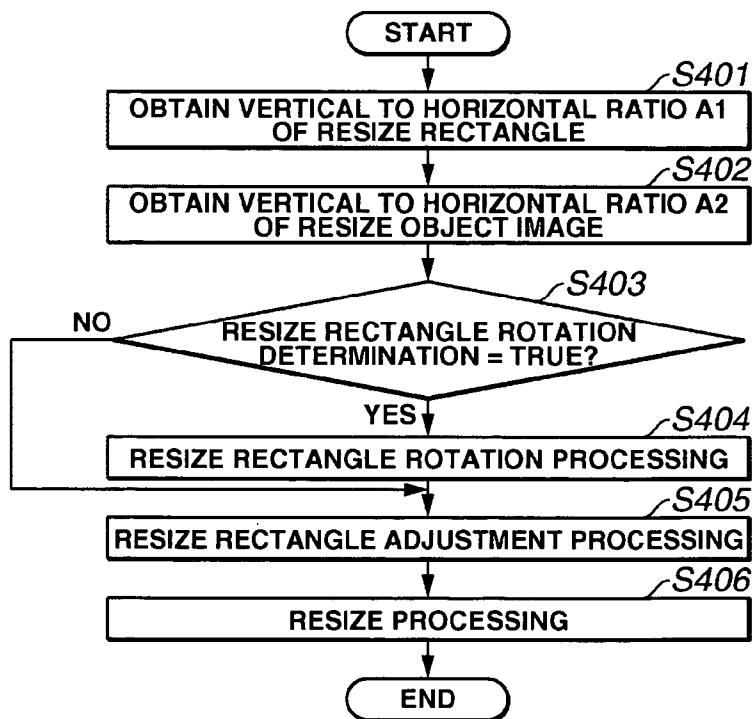 START
S401
OBTAIN VERTICAL TO HORIZONTAL RATIO A1
OF RESIZE RECTANGLE
S402
OBTAIN VERTICAL TO HORIZONTAL RATIO A2
OF RESIZE OBJECT IMAGE
S403
NO
RESIZE RECTANGLE ROTATION
DETERMINATION = TRUE?
YES
S404
RESIZE RECTANGLE ROTATION PROCESSING
S405
RESIZE RECTANGLE ADJUSTMENT PROCESSING
S406
RESIZE PROCESSING
END